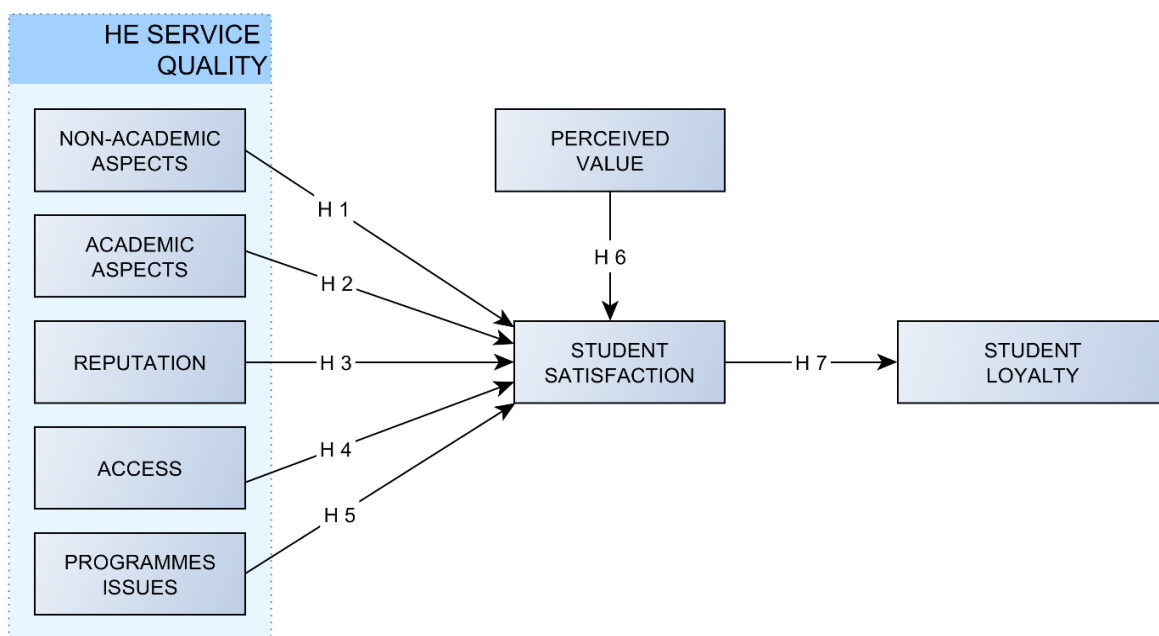 HE SERVICE
QUALITY
NON-ACADEMIC
ASPECTS
ACADEMIC
ASPECTS
REPUTATION
ACCESS
PROGRAMMES
ISSUES
H 1
H 2
H 3
H 4
H 5
PERCEIVED
VALUE
H 6
STUDENT
SATISFACTION
H 7
STUDENT
LOYALTY